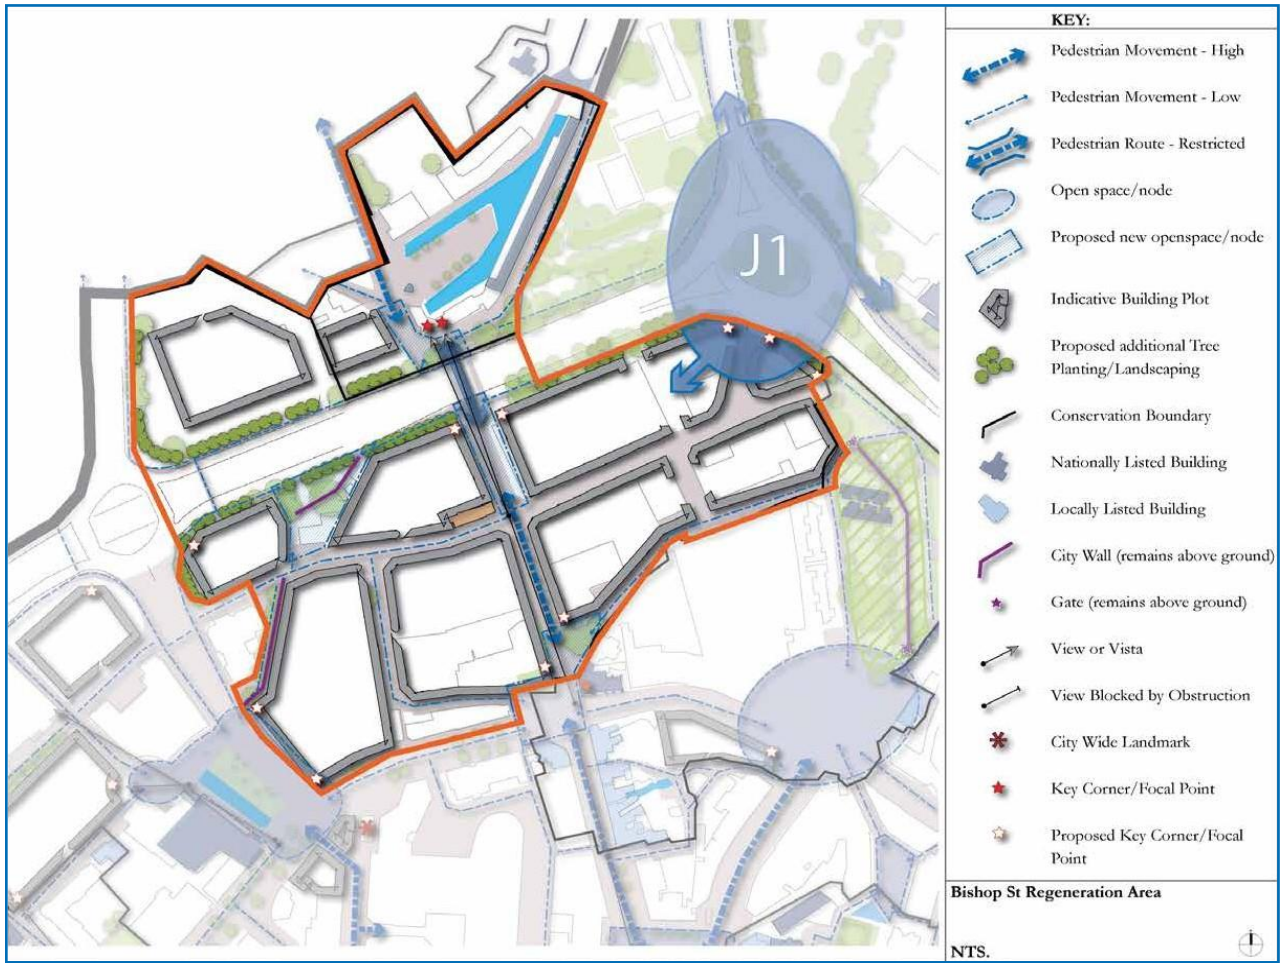 J1
KEY:
Pedestrian Movement - High
Pedestrian Movement - Low
Pedestrian Route - Restricted
Open space/node
Proposed new openspace/node
Indicative Building Plot
Proposed additional Tree
Planting/Landscaping
Conservation Boundary
Nationally Listed Building
Locally Listed Building
City Wall (remains above ground)
Gate (remains above ground)
View or Vista
View Blocked by Obstruction
City Wide Landmark
Key Corner/Focal Point
Proposed Key Corner/Focal
Point
Bishop St Regeneration Area
NTS.